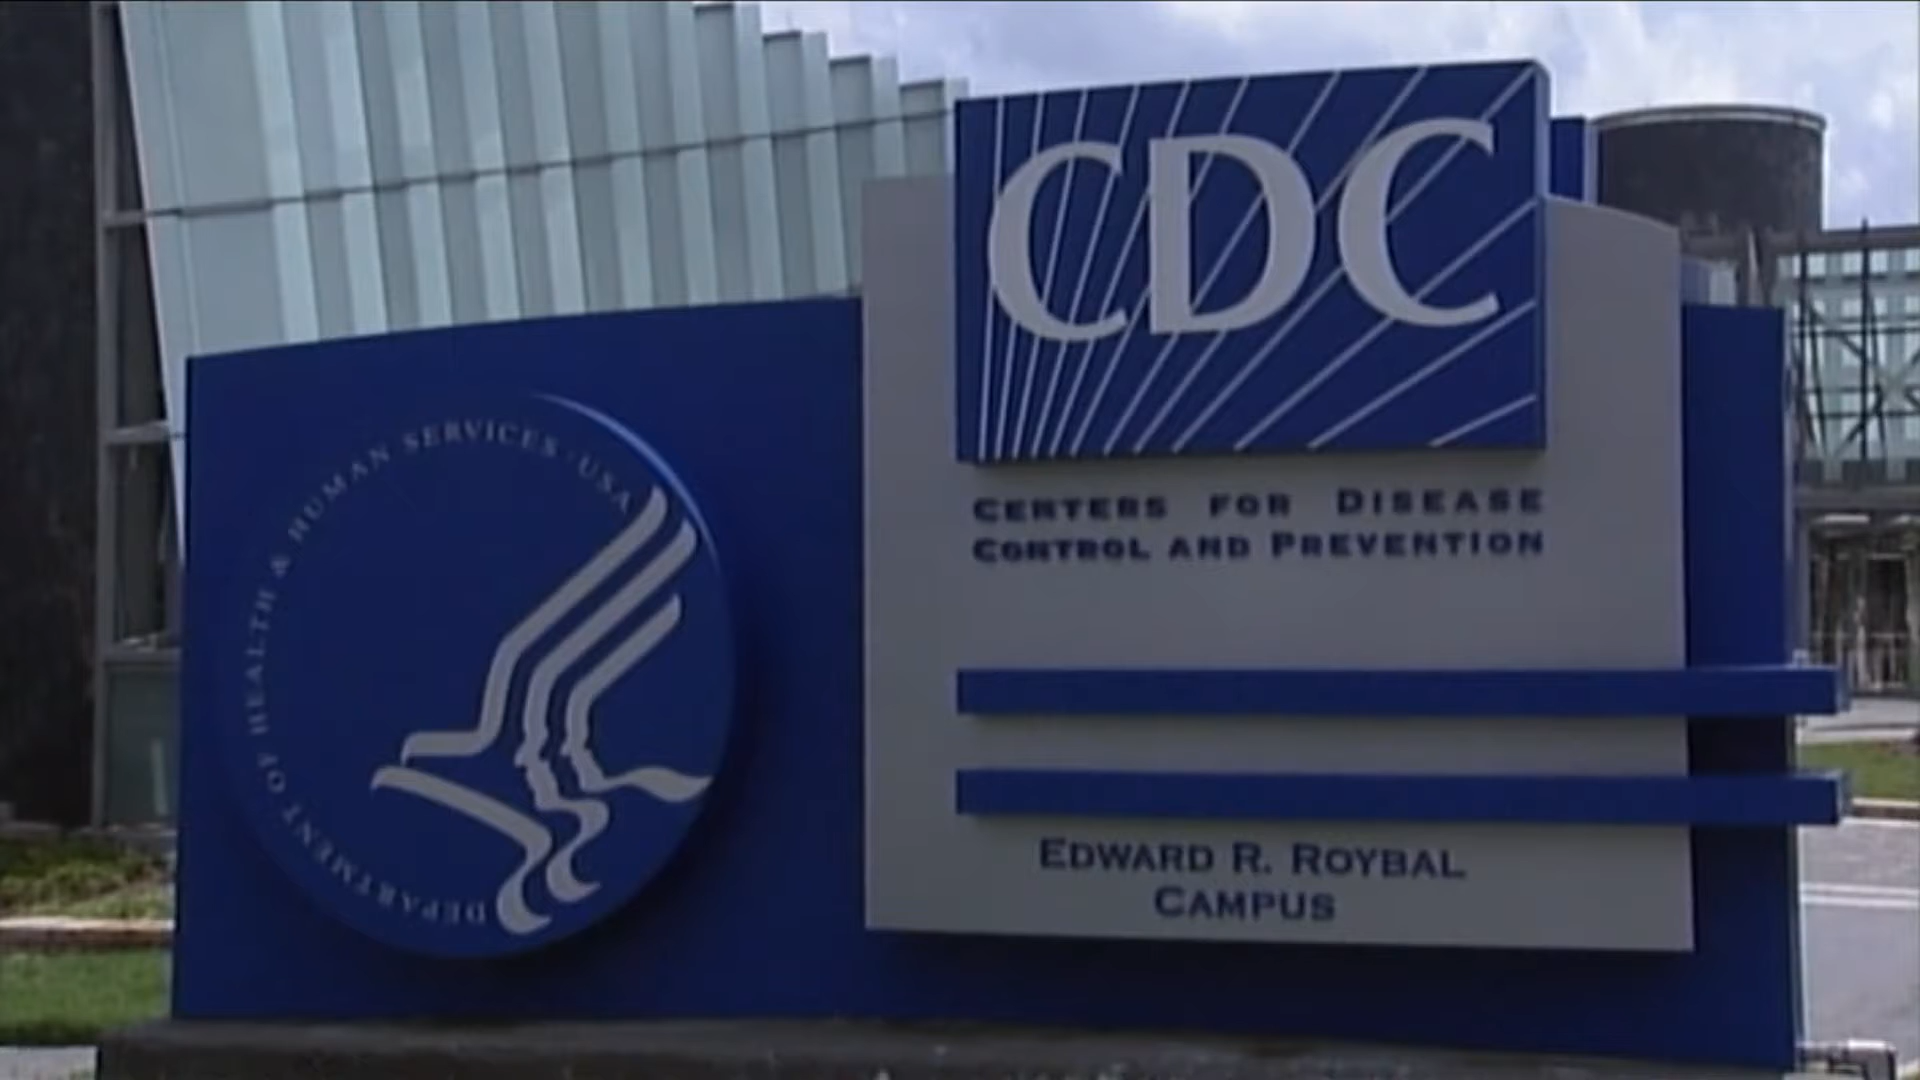 DEPARTMENT OF HEALTH & HUMAN SERVICES · USA
CDC
CENTERS FOR DISEASE
CONTROL AND PREVENTION
EDWARD R. ROYBAL
CAMPUS